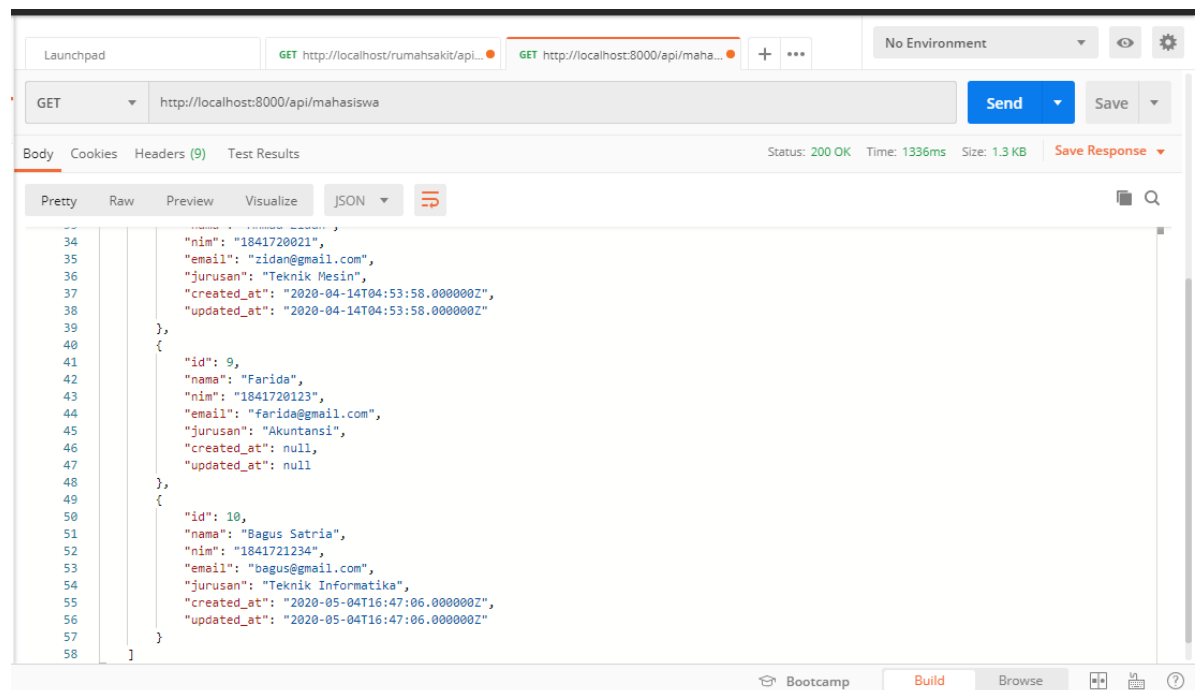 Launchpad
GET http://localhost/rumahsakit/api...
GET http://localhost:8000/api/maha...
No Environment
GET http://localhost:8000/api/mahasiswa
Send
Save
Body Cookies Headers (9) Test Results
Status: 200 OK Time: 1336ms Size: 1.3 KB Save Response
Pretty Raw Preview Visualize JSON
34 "nim": "1841720021",
35 "email": "zidan@gmail.com",
36 "jurusan": "Teknik Mesin",
37 "created_at": "2020-04-14T04:53:58.000000Z",
38 "updated_at": "2020-04-14T04:53:58.000000Z"
39 },
40 {
41 "id": 9,
42 "nama": "Farida",
43 "nim": "1841720123",
44 "email": "farida@gmail.com",
45 "jurusan": "Akuntansi",
46 "created_at": null,
47 "updated_at": null
48 },
49 {
50 "id": 10,
51 "nama": "Bagus Satria",
52 "nim": "1841721234",
53 "email": "bagus@gmail.com",
54 "jurusan": "Teknik Informatika",
55 "created_at": "2020-05-04T16:47:06.000000Z",
56 "updated_at": "2020-05-04T16:47:06.000000Z"
57 }
58 ]
Bootcamp
Build
Browse